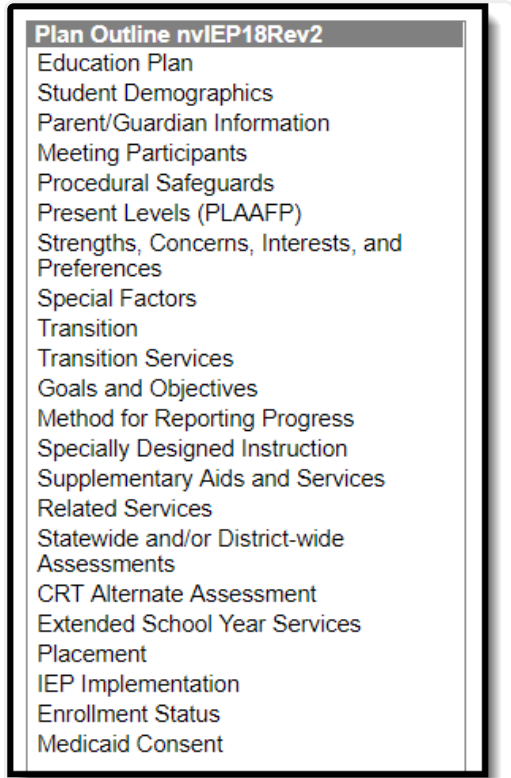 Plan Outline nvIEP18Rev2
Education Plan
Student Demographics
Parent/Guardian Information
Meeting Participants
Procedural Safeguards
Present Levels (PLAAFP)
Strengths, Concerns, Interests, and
Preferences
Special Factors
Transition
Transition Services
Goals and Objectives
Method for Reporting Progress
Specially Designed Instruction
Supplementary Aids and Services
Related Services
Statewide and/or District-wide
Assessments
CRT Alternate Assessment
Extended School Year Services
Placement
IEP Implementation
Enrollment Status
Medicaid Consent